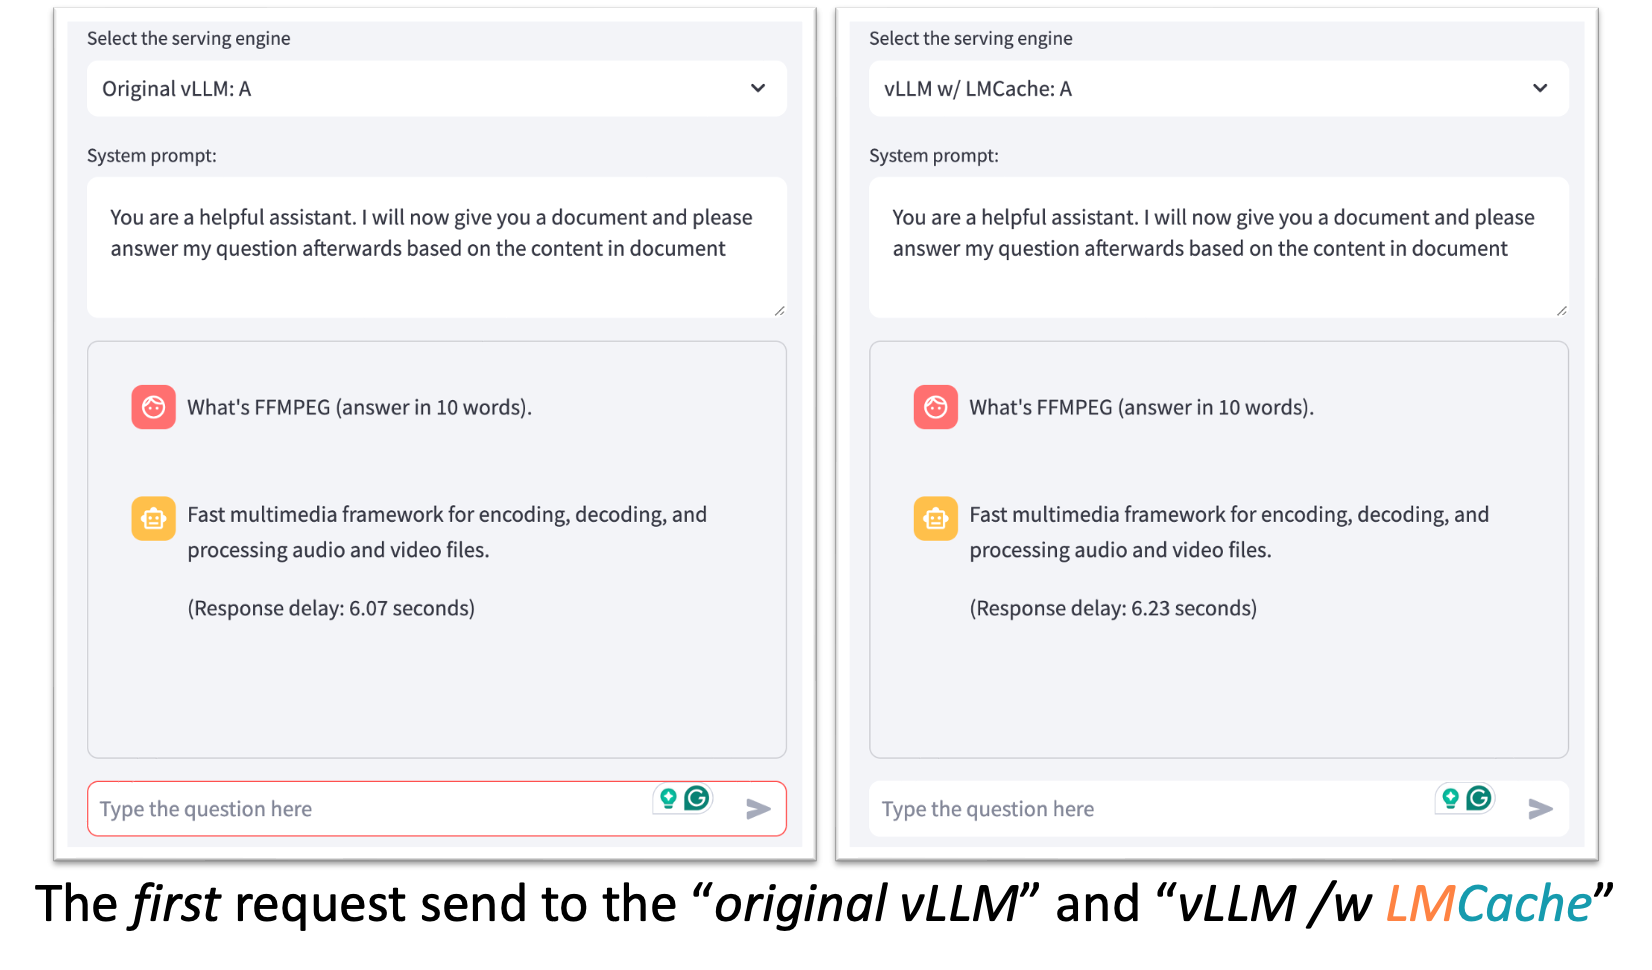 Select the serving engine
Original vLLM: A
System prompt:
You are a helpful assistant. I will now give you a document and please
answer my question afterwards based on the content in document
What's FFMPEG (answer in 10 words).
Fast multimedia framework for encoding, decoding, and
processing audio and video files.
(Response delay: 6.07 seconds)
Type the question here
Select the serving engine
vLLM w/ LMCache: A
System prompt:
You are a helpful assistant. I will now give you a document and please
answer my question afterwards based on the content in document
What's FFMPEG (answer in 10 words).
Fast multimedia framework for encoding, decoding, and
processing audio and video files.
(Response delay: 6.23 seconds)
Type the question here
The first request send to the “original vLLM” and “vLLM /w LMCache”